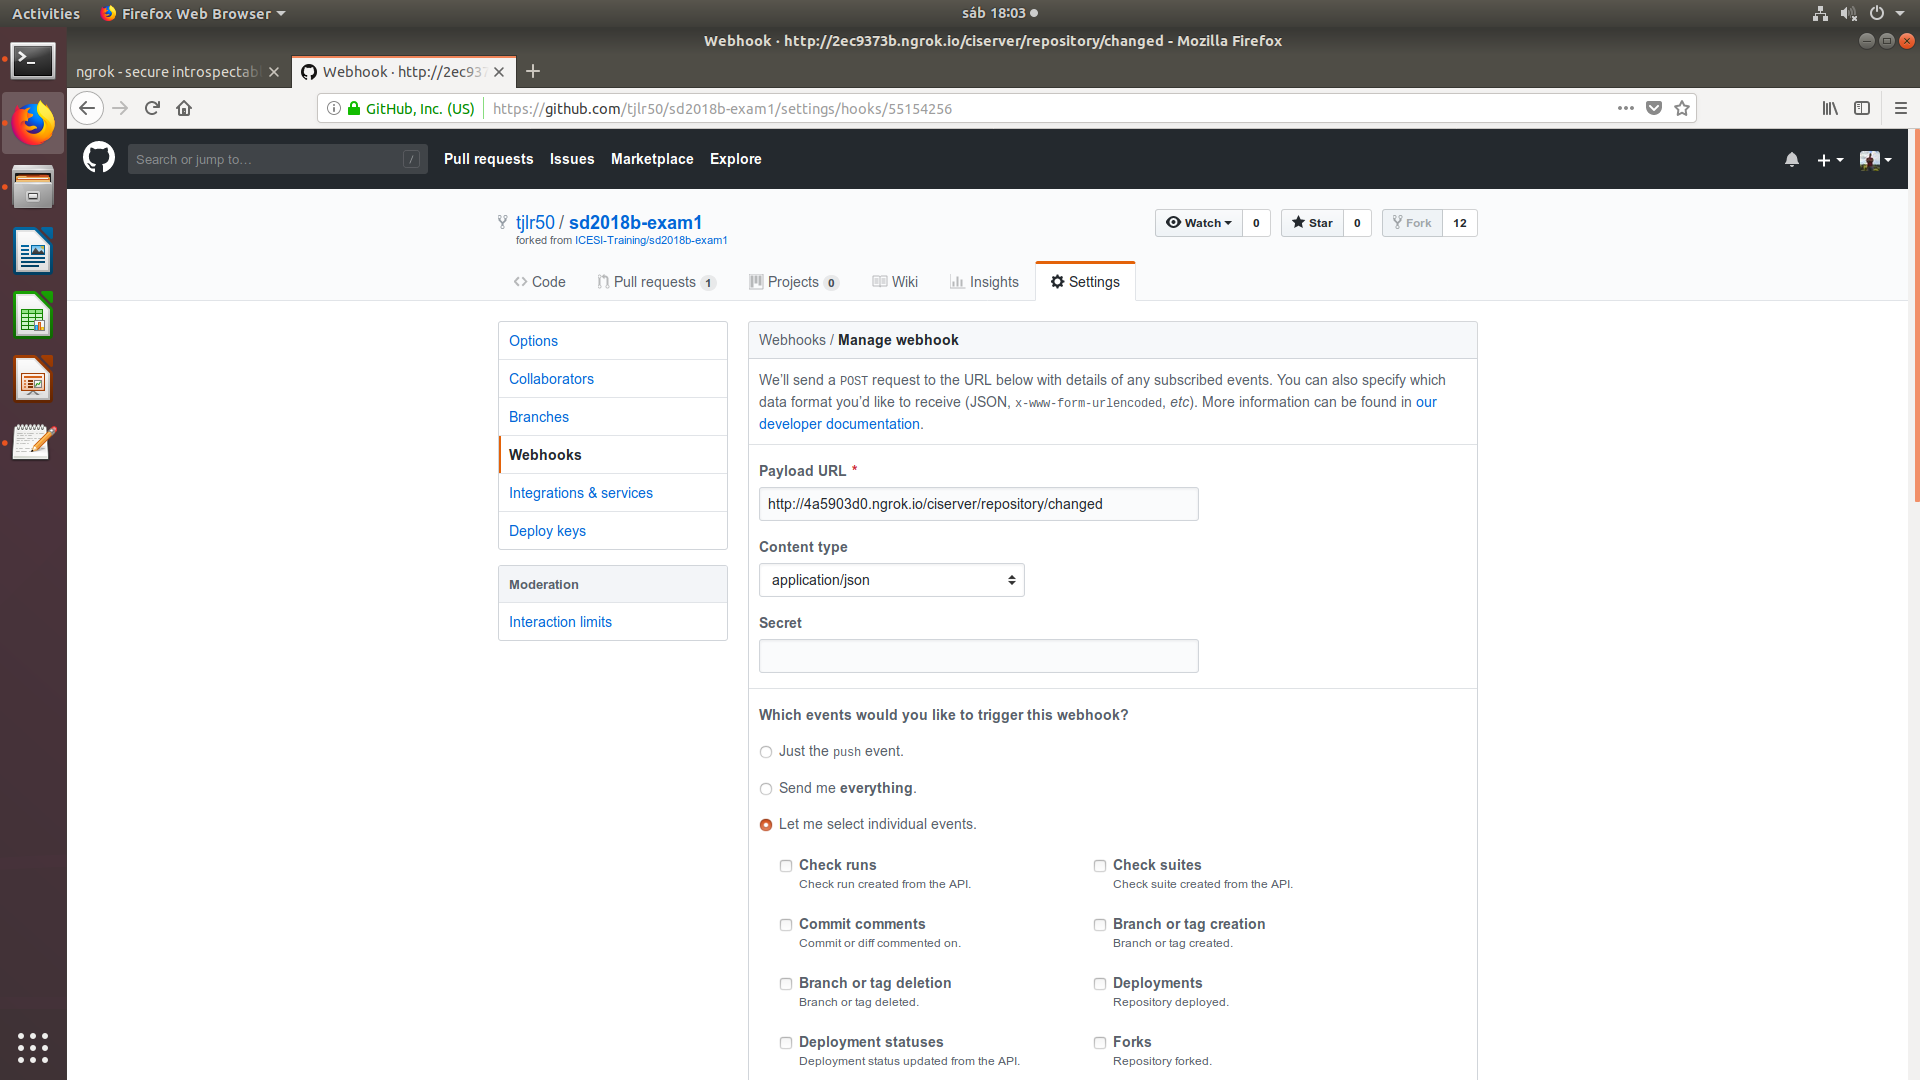 Activities Firefox Web Browser sáb 18:03
Webhook · http://2ec9373b.ngrok.io/ciserver/repository/changed - Mozilla Firefox
ngrok - secure introspectab Webhook · http://2ec937
GitHub, Inc. (US) https://github.com/tjlr50/sd2018b-exam1/settings/hooks/55154256
Search or jump to... / Pull requests Issues Marketplace Explore
tjlr50 / sd2018b-exam1 Watch 0 Star 0 Fork 12
forked from ICESI-Training/sd2018b-exam1
Code Pull requests 1 Projects 0 Wiki Insights Settings
Options
Collaborators
Branches
Webhooks
Integrations & services
Deploy keys
Moderation
Interaction limits
Webhooks / Manage webhook
We'll send a POST request to the URL below with details of any subscribed events. You can also specify which
data format you'd like to receive (JSON, x-www-form-urlencoded, etc). More information can be found in our
developer documentation.
Payload URL *
http://4a5903d0.ngrok.io/ciserver/repository/changed
Content type
application/json
Secret
Which events would you like to trigger this webhook?
Just the push event.
Send me everything.
Let me select individual events.
Check runs Check suites
Check run created from the API. Check suite created from the API.
Commit comments Branch or tag creation
Commit or diff commented on. Branch or tag created.
Branch or tag deletion Deployments
Branch or tag deleted. Repository deployed.
Deployment statuses Forks
Deployment status updated from the API. Repository forked.